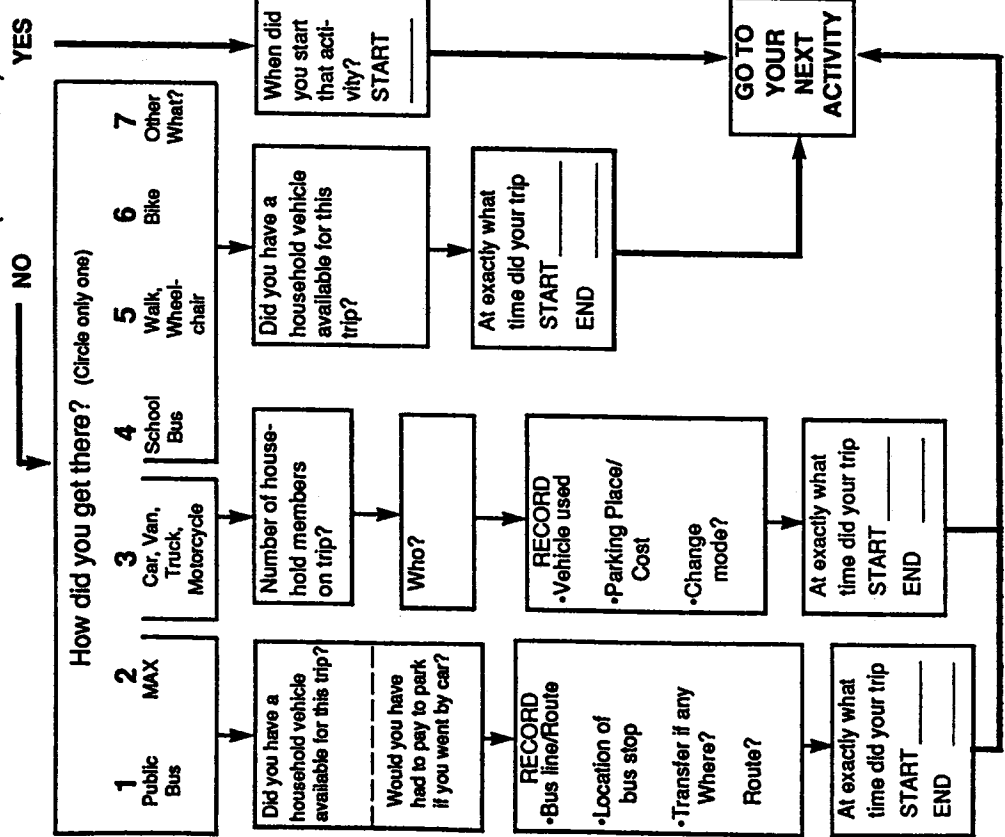 NO
YES
How did you get there? (Circle only one)
1
Public
Bus
2
MAX
3
Car, Van,
Truck,
Motorcycle
4
School
Bus
5
Walk,
Wheel-
chair
6
Bike
7
Other
What?
Did you have a
household vehicle
available for this trip?
Would you have
had to pay to park
if you went by car?
RECORD
•Bus line/Route
•Location of
bus stop
•Transfer if any
Where?
Route?
At exactly what
time did your trip
START
END
Number of house-
hold members
on trip?
Who?
RECORD
•Vehicle used
•Parking Place/
Cost
•Change
mode?
At exactly what
time did your trip
START
END
Did you have a
household vehicle
available for this
trip?
At exactly what
time did your trip
START
END
When did
you start
that acti-
vity?
START
GO TO
YOUR
NEXT
ACTIVITY